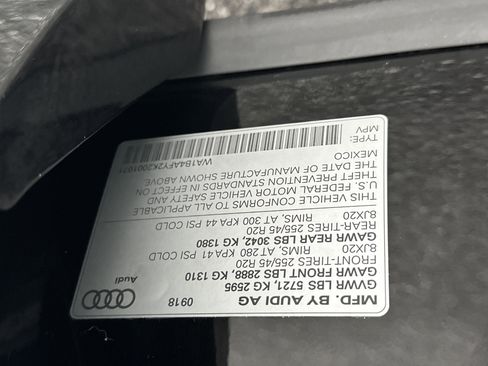 MFD. BY AUDI AG
0918
Audi
GVWR LBS 5721, KG 2595
GAWR FRONT LBS 2888, KG 1310
FRONT-TIRES 255/45 R20
8JX20 RIMS, AT 280 KPA 41 PSI COLD
GAWR REAR LBS 3042, KG 1380
REAR-TIRES 255/45 R20
8JX20 RIMS, AT 300 KPA 44 PSI COLD
THIS VEHICLE CONFORMS TO ALL APPLICABLE
U.S. FEDERAL MOTOR VEHICLE SAFETY AND
THEFT PREVENTION STANDARDS IN EFFECT ON
THE DATE OF MANUFACTURE SHOWN ABOVE
MEXICO
WA1B4AFY2K2001971
TYPE:
MPV